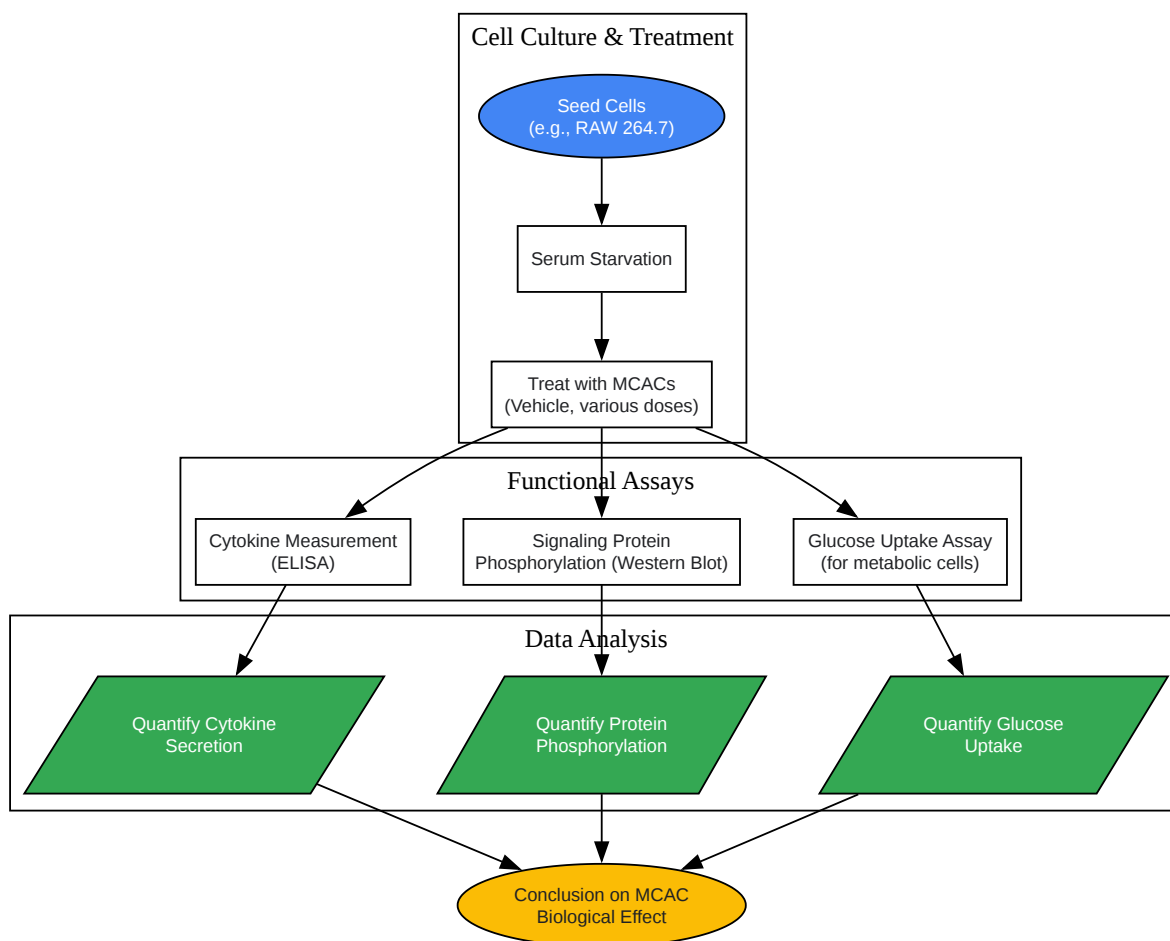 Cell Culture & Treatment
Seed Cells
(e.g., RAW 264.7)
Serum Starvation
Treat with MCACs
(Vehicle, various doses)
Functional Assays
Cytokine Measurement
(ELISA)
Signaling Protein
Phosphorylation (Western Blot)
Glucose Uptake Assay
(for metabolic cells)
Data Analysis
Quantify Cytokine
Secretion
Quantify Protein
Phosphorylation
Quantify Glucose
Uptake
Conclusion on MCAC
Biological Effect